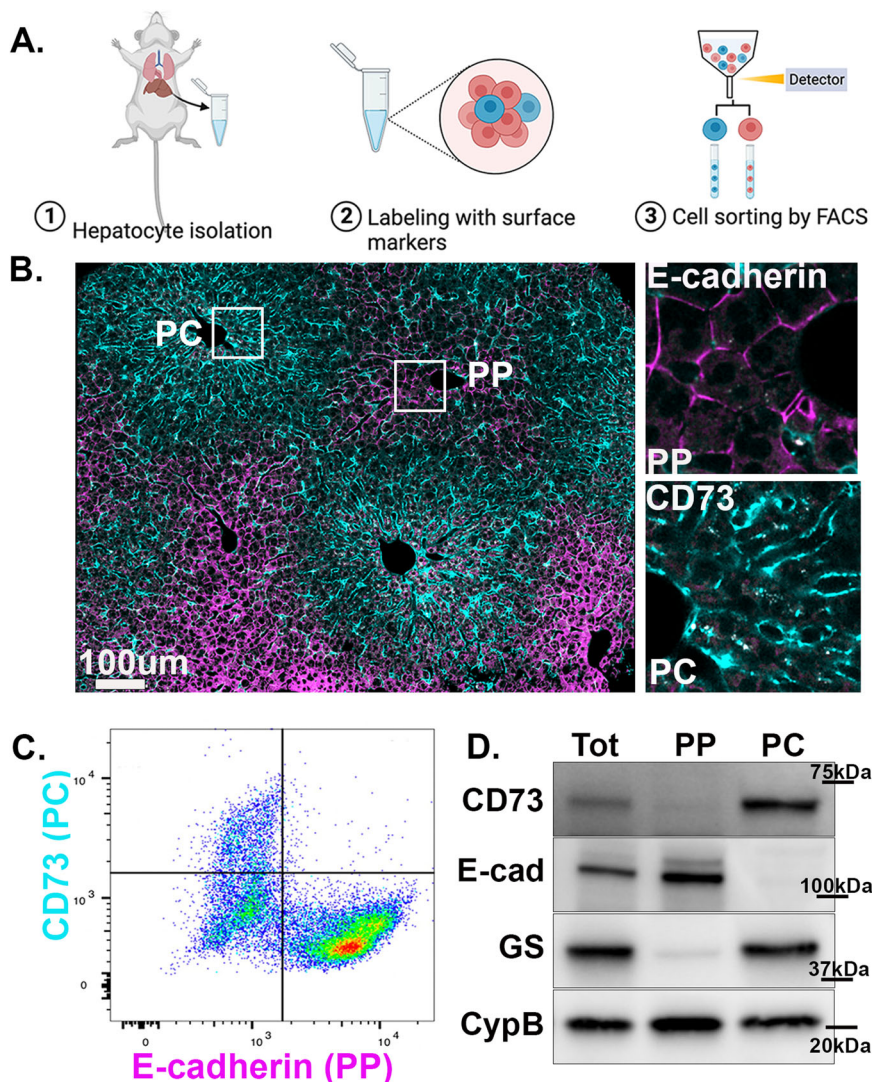 A.
Detector
1 Hepatocyte isolation
2 Labeling with surface
markers
3 Cell sorting by FACS
B.
PC
PP
100um
E-cadherin
PP
CD73
PC
C.
CD73 (PC)
10^4
10^3
0
0 10^3 10^4
E-cadherin (PP)
D.
Tot PP PC
CD73 75kDa
E-cad 100kDa
GS 37kDa
CypB 20kDa